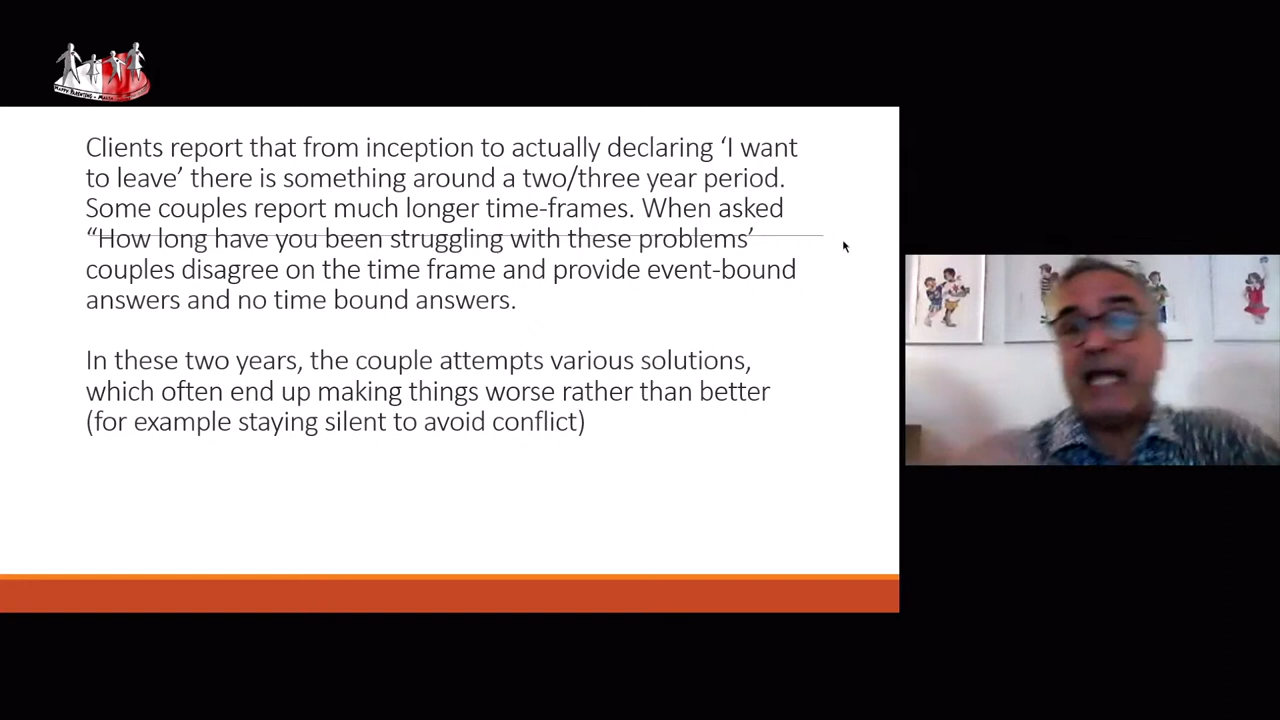 HAPPY PARENTING - MALTA
Clients report that from inception to actually declaring ‘I want
to leave’ there is something around a two/three year period.
Some couples report much longer time-frames. When asked
“How long have you been struggling with these problems’
couples disagree on the time frame and provide event-bound
answers and no time bound answers.
In these two years, the couple attempts various solutions,
which often end up making things worse rather than better
(for example staying silent to avoid conflict)